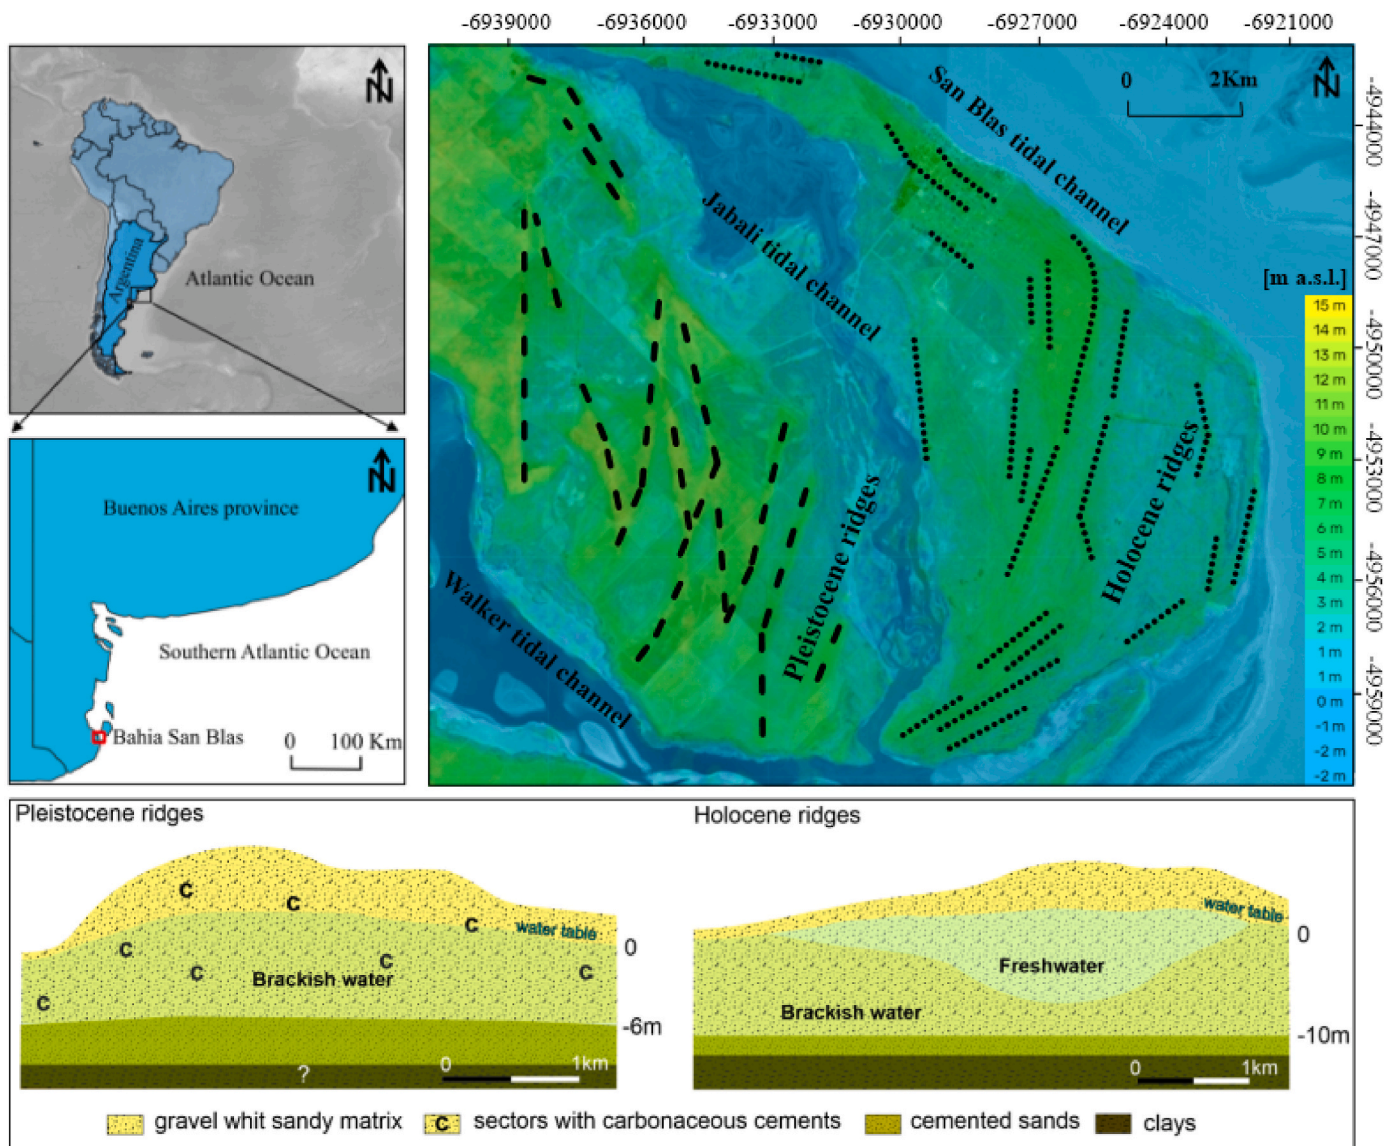 -6939000 -6936000 -6933000 -6930000 -6927000 -6924000 -6921000
N
Argentina
Atlantic Ocean
N
Buenos Aires province
Southern Atlantic Ocean
Bahia San Blas
0 100 Km
San Blas tidal channel
0 2Km
N
Jabali tidal channel
Walker tidal channel
Pleistocene ridges
Holocene ridges
-4944000
-4947000
-4950000
-4953000
-4956000
-4959000
[m a.s.l.]
15 m
14 m
13 m
12 m
11 m
10 m
9 m
8 m
7 m
6 m
5 m
4 m
3 m
2 m
1 m
1 m
0 m
-1 m
-2 m
-2 m
Pleistocene ridges
C
C
C
water table
C
0
C
C
C
Brackish water
C
-6m
0 1km
?
Holocene ridges
water table
0
Freshwater
Brackish water
-10m
0 1km
gravel whit sandy matrix
C sectors with carbonaceous cements
cemented sands
clays